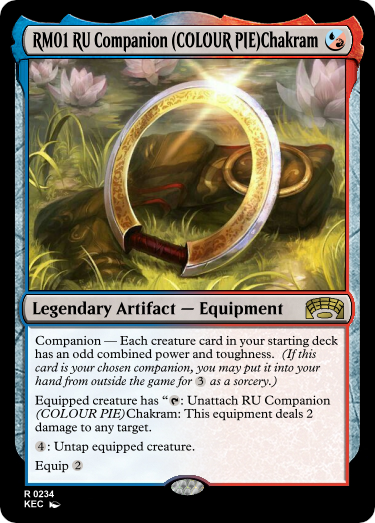 RM01 RU Companion (COLOUR PIE)Chakram
Legendary Artifact — Equipment
Companion — Each creature card in your starting deck
has an odd combined power and toughness. (If this
card is your chosen companion, you may put it into your
hand from outside the game for 3 as a sorcery.)
Equipped creature has “: Unattach RU Companion
(COLOUR PIE)Chakram: This equipment deals 2
damage to any target.
4: Untap equipped creature.
Equip 2
R 0234
KEC